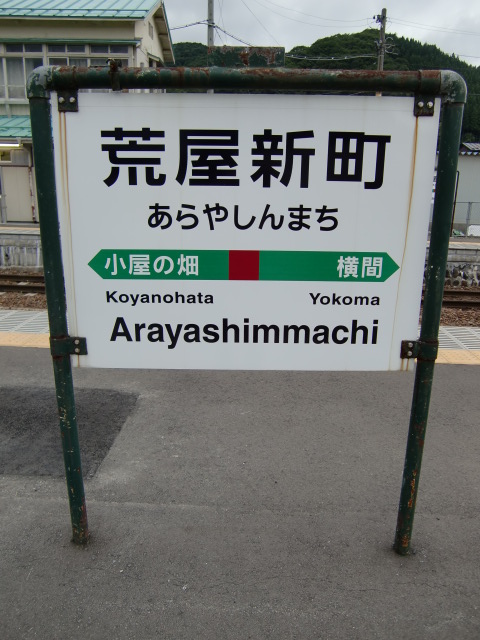 荒屋新町
あらやしんまち
小屋の畑 横間
Koyanohata Yokoma
Arayashimmachi